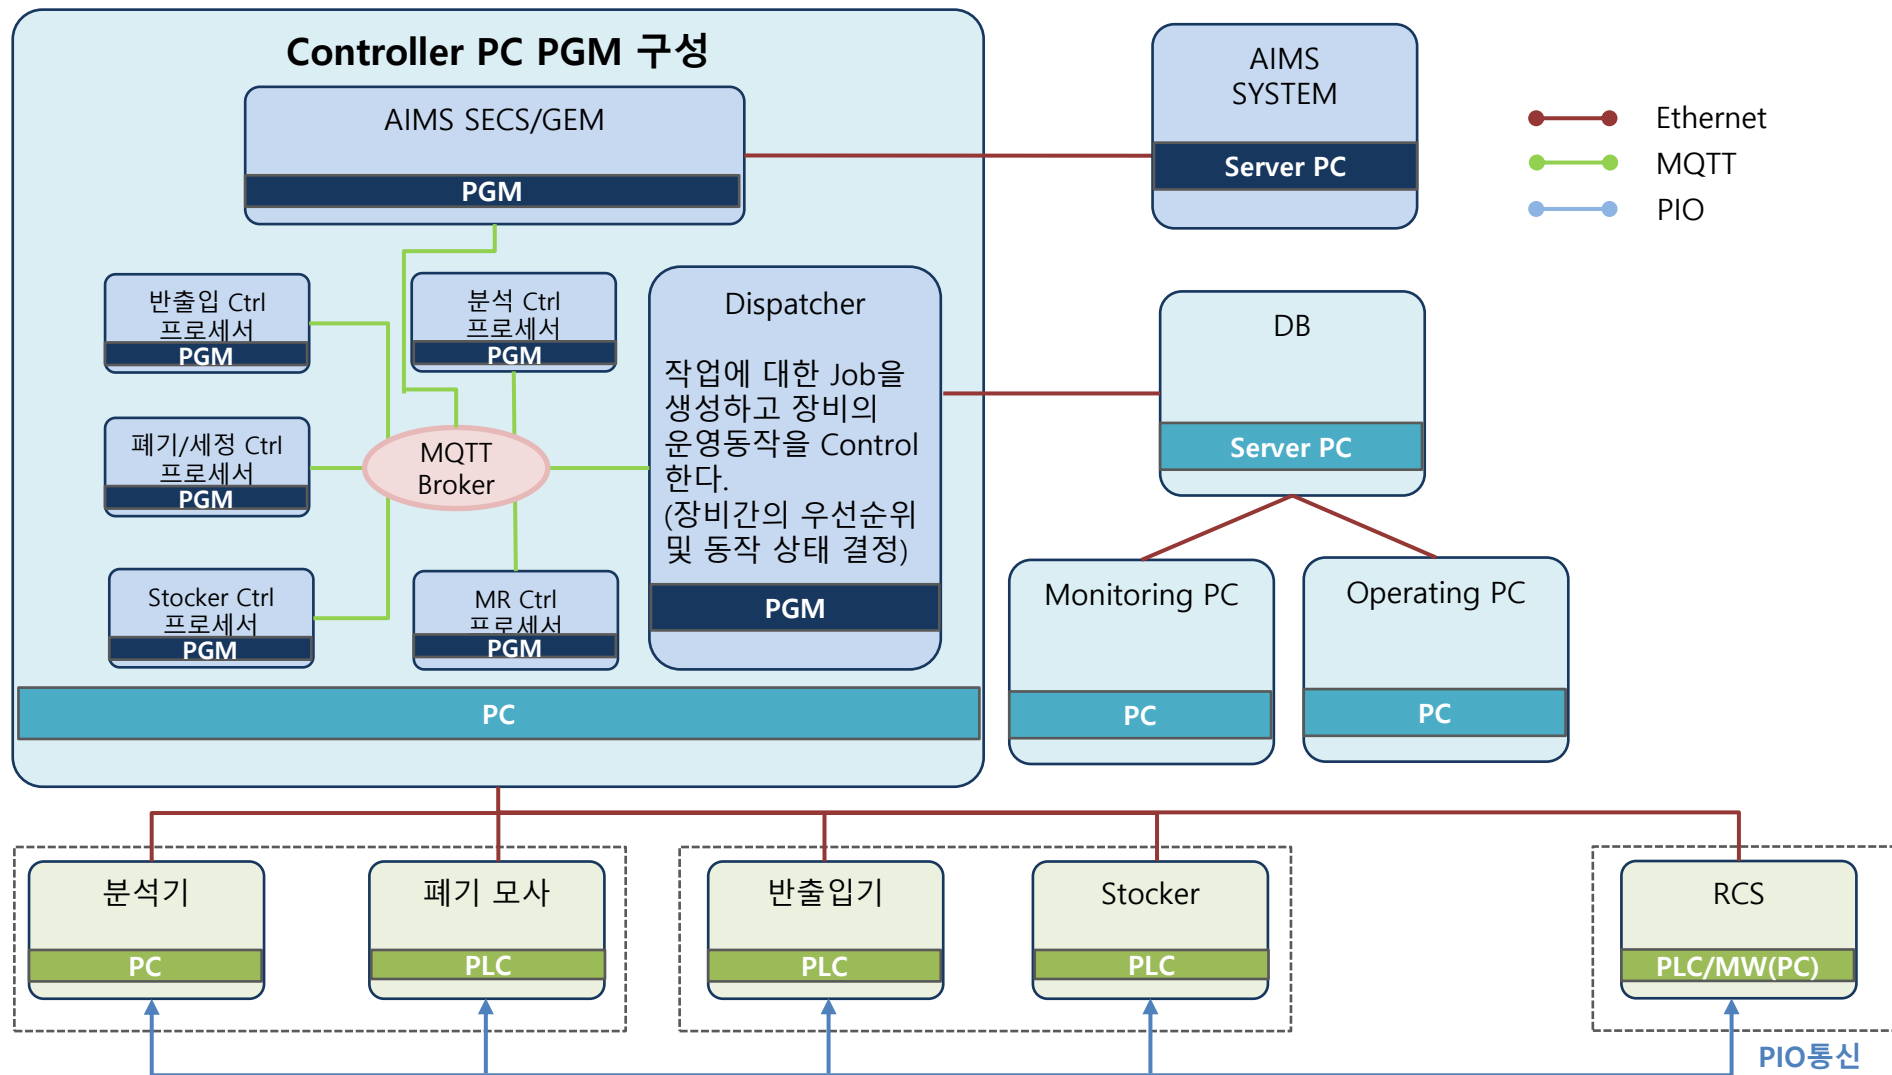 Controller PC PGM 구성
AIMS SECS/GEM
PGM
AIMS
SYSTEM
Server PC
Ethernet
MQTT
PIO
반출입 Ctrl
프로세서
PGM
분석 Ctrl
프로세서
PGM
폐기/세정 Ctrl
프로세서
PGM
MQTT
Broker
Stocker Ctrl
프로세서
PGM
MR Ctrl
프로세서
PGM
Dispatcher
작업에 대한 Job을
생성하고 장비의
운영동작을 Control
한다.
(장비간의 우선순위
및 동작 상태 결정)
PGM
PC
DB
Server PC
Monitoring PC
PC
Operating PC
PC
분석기
PC
폐기 모사
PLC
반출입기
PLC
Stocker
PLC
RCS
PLC/MW(PC)
PIO통신